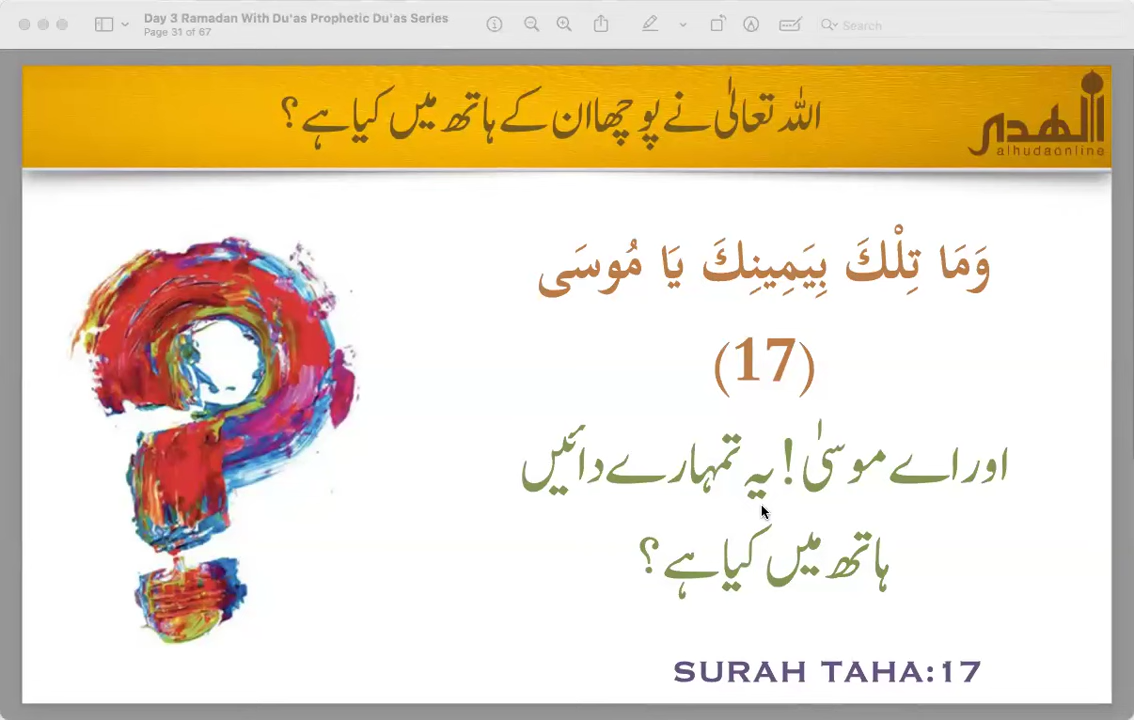 Day 3 Ramadan With Du'as Prophetic Du'as Series
Page 31 of 67
Search
اللہ تعالٰی نے پوچھا ان کے ہاتھ میں کیا ہے؟
الهدى
alhudaonline
وَمَا تِلْكَ بِيَمِينِكَ يَا مُوسَى
(17)
اور اے موسیٰ! یہ تمہارے دائیں
ہاتھ میں کیا ہے؟
SURAH TAHA:17